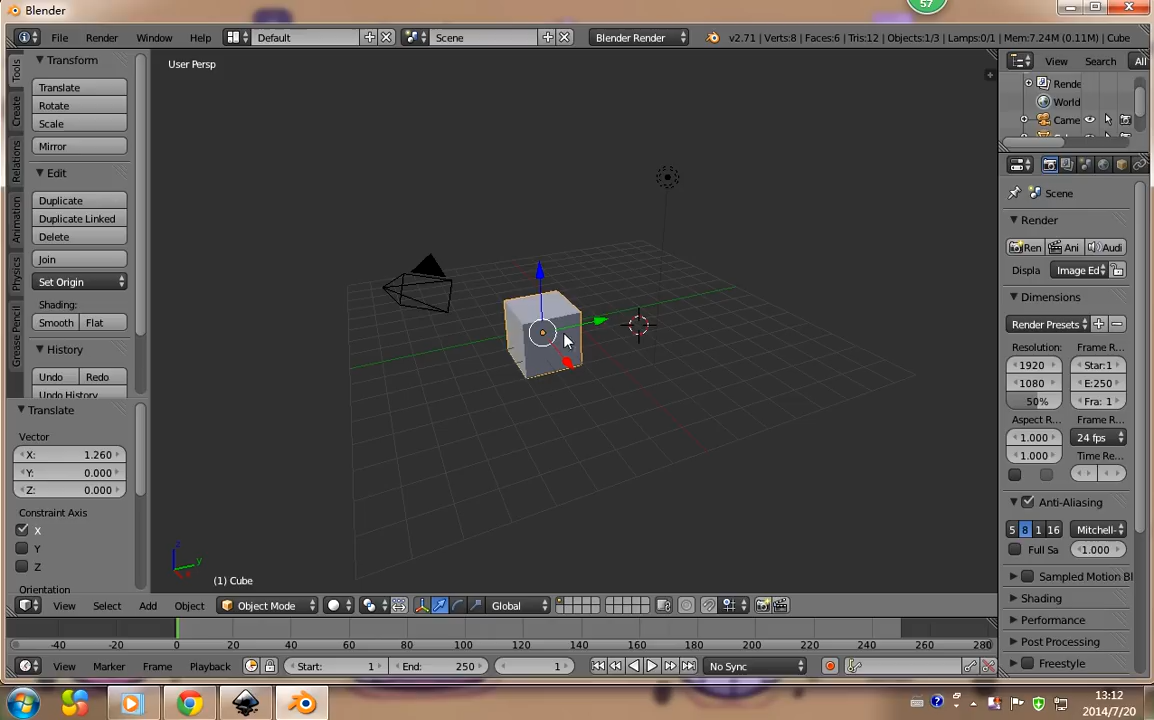 57
Blender
File Render Window Help Default Scene Blender Render v2.71 | Verts:8 | Faces:6 | Tris:12 | Objects:1/3 | Lamps:0/1 | Mem:7.24M (0.11M) | Cube
Tools
Create
Relations
Animation
Physics
Grease Pencil
Transform
Translate
Rotate
Scale
Mirror
Edit
Duplicate
Duplicate Linked
Delete
Join
Set Origin
Shading:
Smooth Flat
History
Undo Redo
Undo History
Translate
Vector
X: 1.260
Y: 0.000
Z: 0.000
Constraint Axis
X
Y
Z
Orientation
User Persp
z
y
(1) Cube
View Search All
Rende
World
Came
Scene
Render
Ren Ani Audi
Displa Image Ed
Dimensions
Render Presets
Resolution: Frame R...
1920 Star:1
1080 E:250
50% Fra: 1
Aspect R... Frame R...
1.000 24 fps
1.000 Time Re...
Anti-Aliasing
5 8 1 16 Mitchell-
Full Sa 1.000
Sampled Motion Bl
Shading
Performance
Post Processing
Freestyle
View Select Add Object Object Mode Global
-40 -20 0 20 40 60 80 100 120 140 160 180 200 220 240 260 280
View Marker Frame Playback Start: 1 End: 250 1 No Sync
13:12
2014/7/20